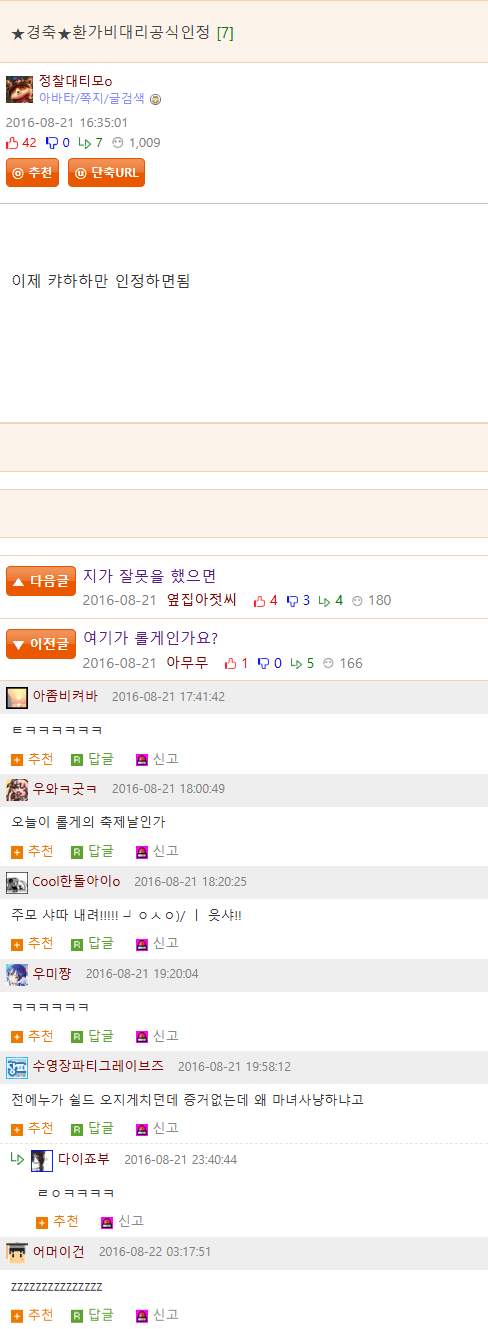 ★경축★환가비대리공식인정 [7]
정찰대티모o
아바타/쪽지/글검색
2016-08-21 16:35:01
42 0 7 1,009
추천 단축URL
이제 캬하하만 인정하면됨
▲ 다음글 지가 잘못을 했으면
2016-08-21 옆집아젓씨 4 3 4 180
▼ 이전글 여기가 롤게인가요?
2016-08-21 아무무 1 0 5 166
아좀비켜바 2016-08-21 17:41:42
ㅌㅋㅋㅋㅋㅋㅋ
추천 R 답글 신고
우와ㅋ굿ㅋ 2016-08-21 18:00:49
오늘이 롤게의 축제날인가
추천 R 답글 신고
Cool한돌아이o 2016-08-21 18:20:25
주모 샤따 내려!!!!! ┘ㅇㅅㅇ)/ ㅣ 읏샤!!
추천 R 답글 신고
우미쨩 2016-08-21 19:20:04
ㅋㅋㅋㅋㅋㅋ
추천 R 답글 신고
수영장파티그레이브즈 2016-08-21 19:58:12
전에누가 쉴드 오지게치던데 증거없는데 왜 마녀사냥하냐고
추천 R 답글 신고
다이죠부 2016-08-21 23:40:44
ㄹㅇㅋㅋㅋㅋ
추천 신고
어머이건 2016-08-22 03:17:51
zzzzzzzzzzzzzzz
추천 R 답글 신고